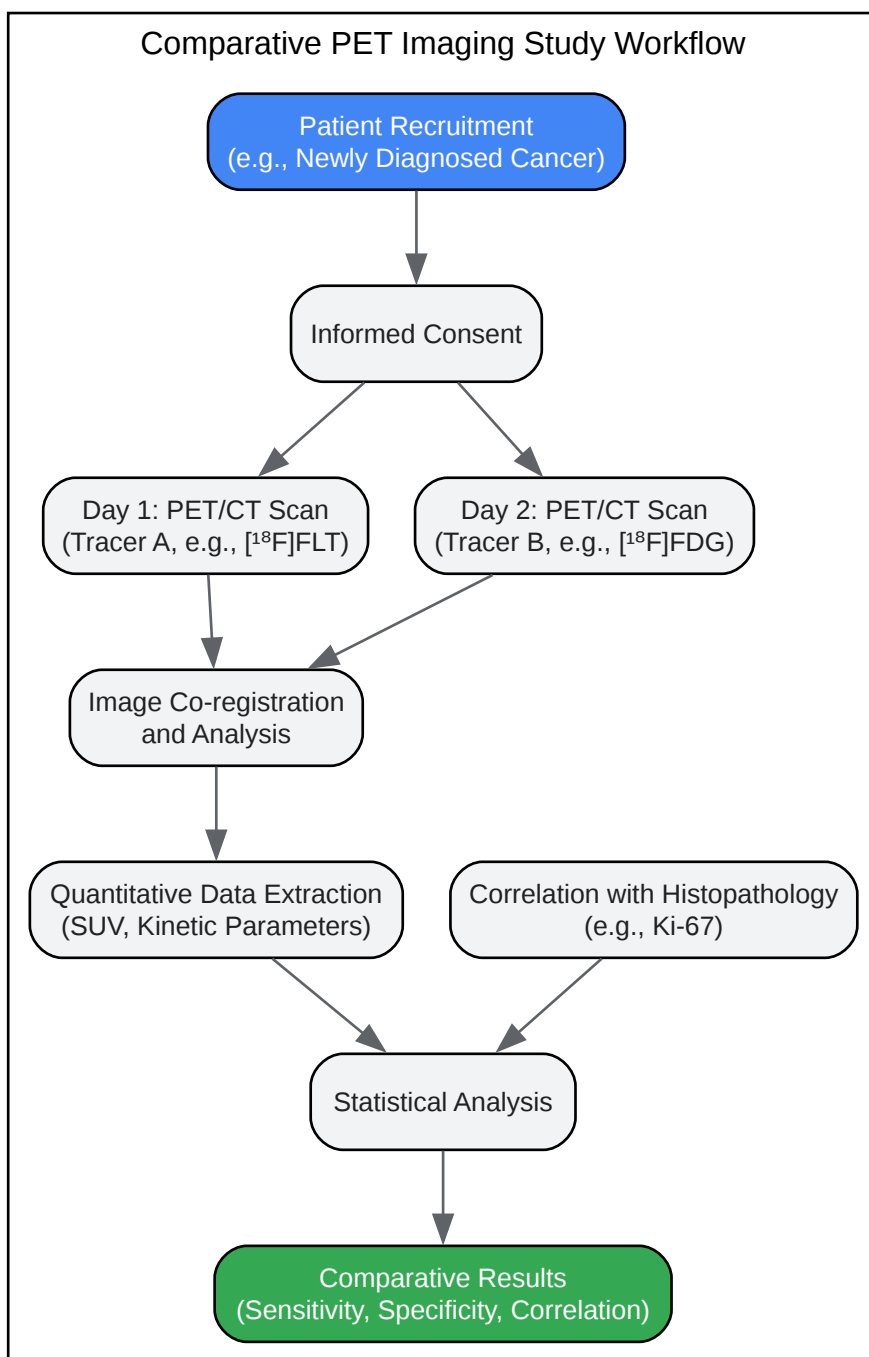 Comparative PET Imaging Study Workflow
Patient Recruitment
(e.g., Newly Diagnosed Cancer)
Informed Consent
Day 1: PET/CT Scan
(Tracer A, e.g., [¹⁸F]FLT)
Day 2: PET/CT Scan
(Tracer B, e.g., [¹⁸F]FDG)
Image Co-registration
and Analysis
Quantitative Data Extraction
(SUV, Kinetic Parameters)
Correlation with Histopathology
(e.g., Ki-67)
Statistical Analysis
Comparative Results
(Sensitivity, Specificity, Correlation)